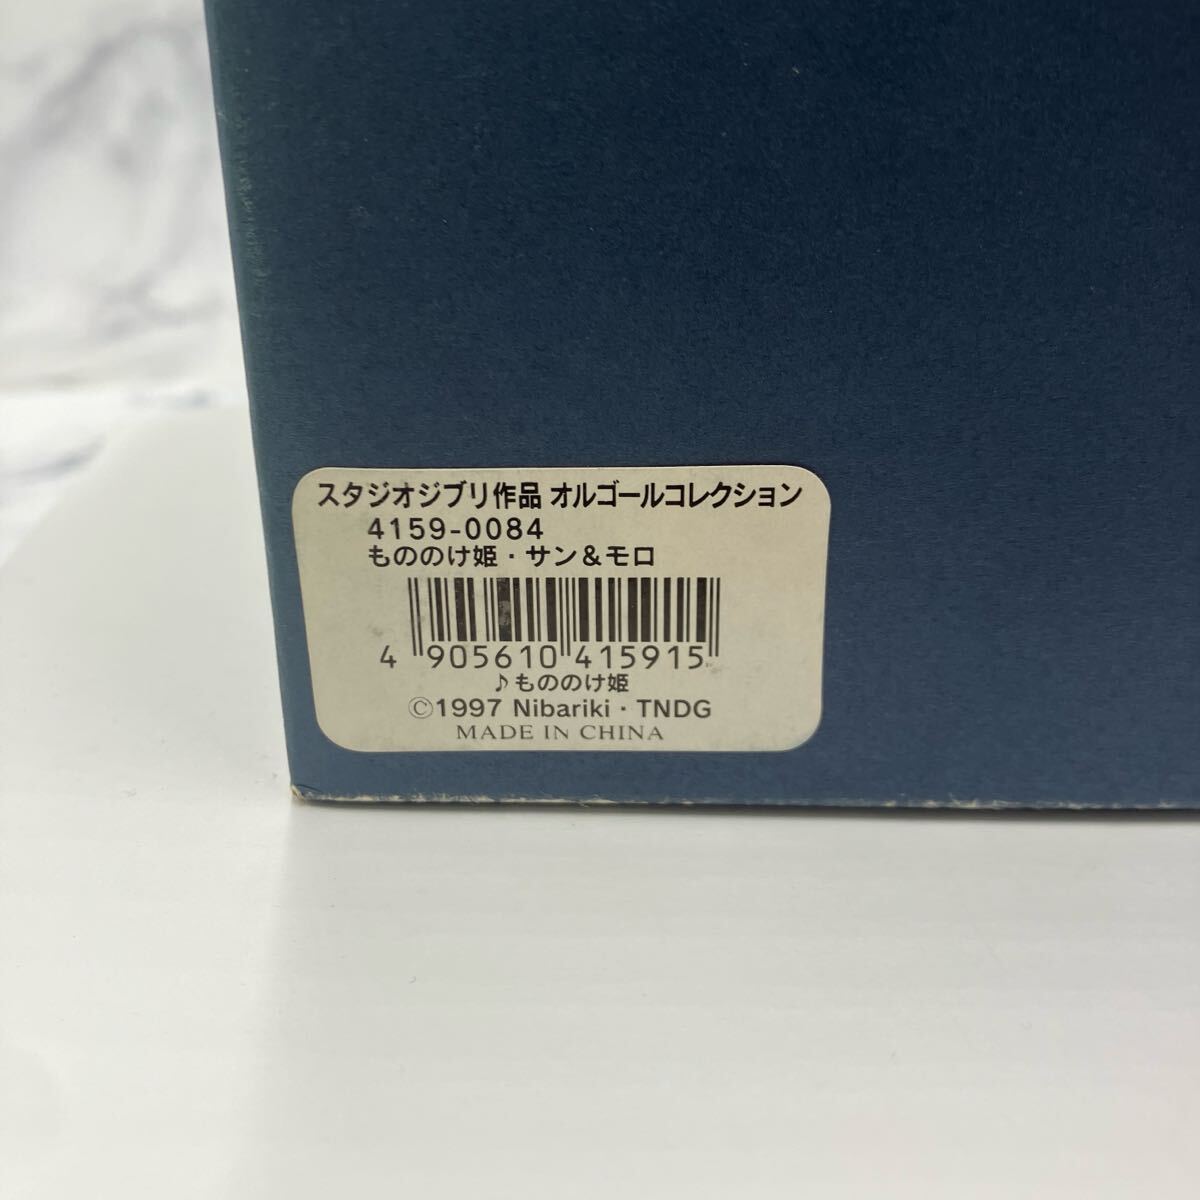 スタジオジブリ作品 オルゴールコレクション
4159-0084
もののけ姫・サン&モロ
4 905610 415915
♪もののけ姫
©1997 Nibariki・TNDG
MADE IN CHINA